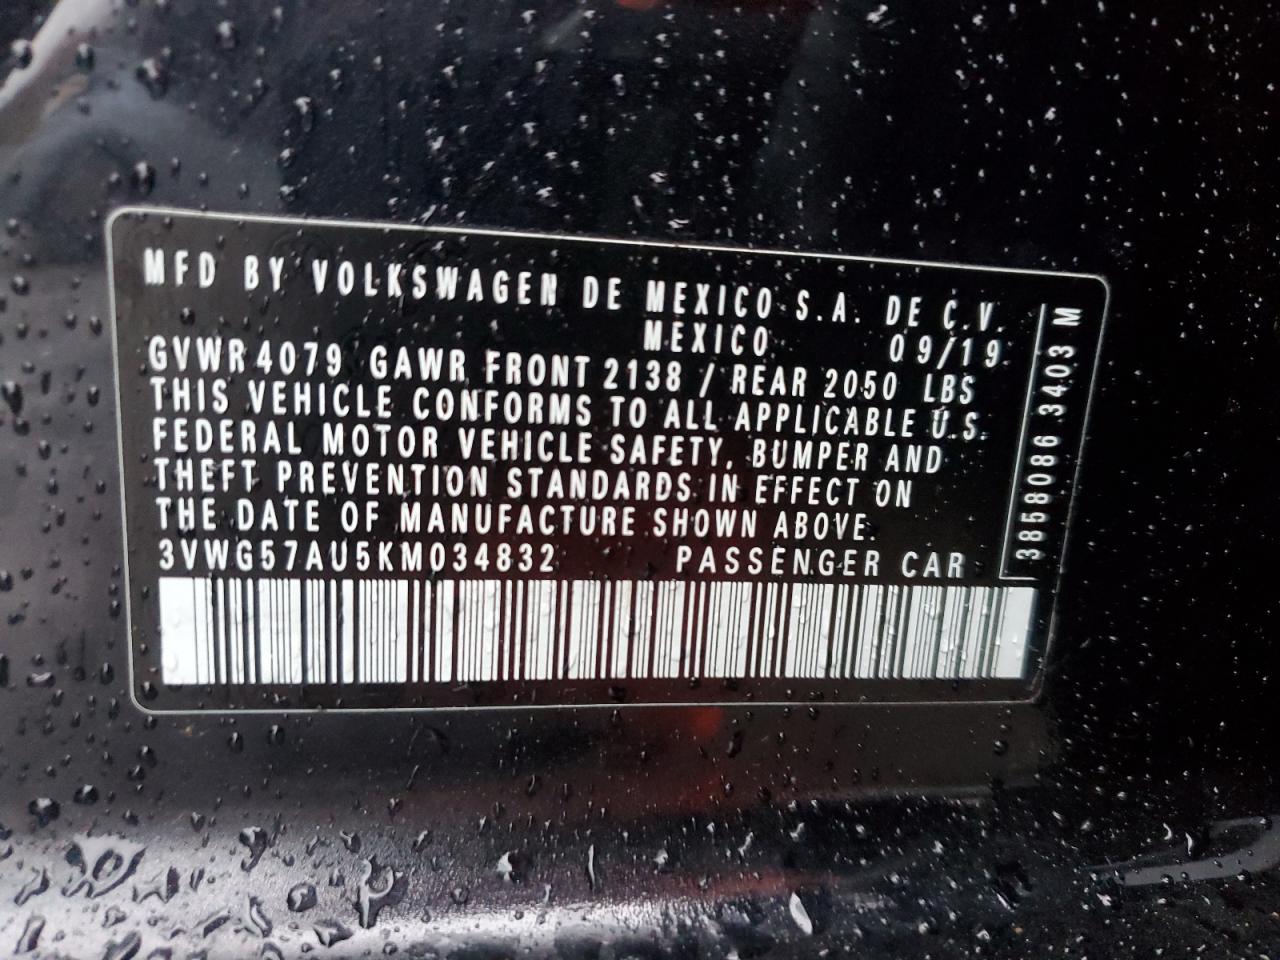 MFD BY VOLKSWAGEN DE MEXICO S.A. DE C.V.
MEXICO 09/19
GVWR 4079 GAWR FRONT 2138 / REAR 2050 LBS
THIS VEHICLE CONFORMS TO ALL APPLICABLE U.S.
FEDERAL MOTOR VEHICLE SAFETY, BUMPER AND
THEFT PREVENTION STANDARDS IN EFFECT ON
THE DATE OF MANUFACTURE SHOWN ABOVE.
3VWG57AU5KM034832 PASSENGER CAR
3858086 3403 M